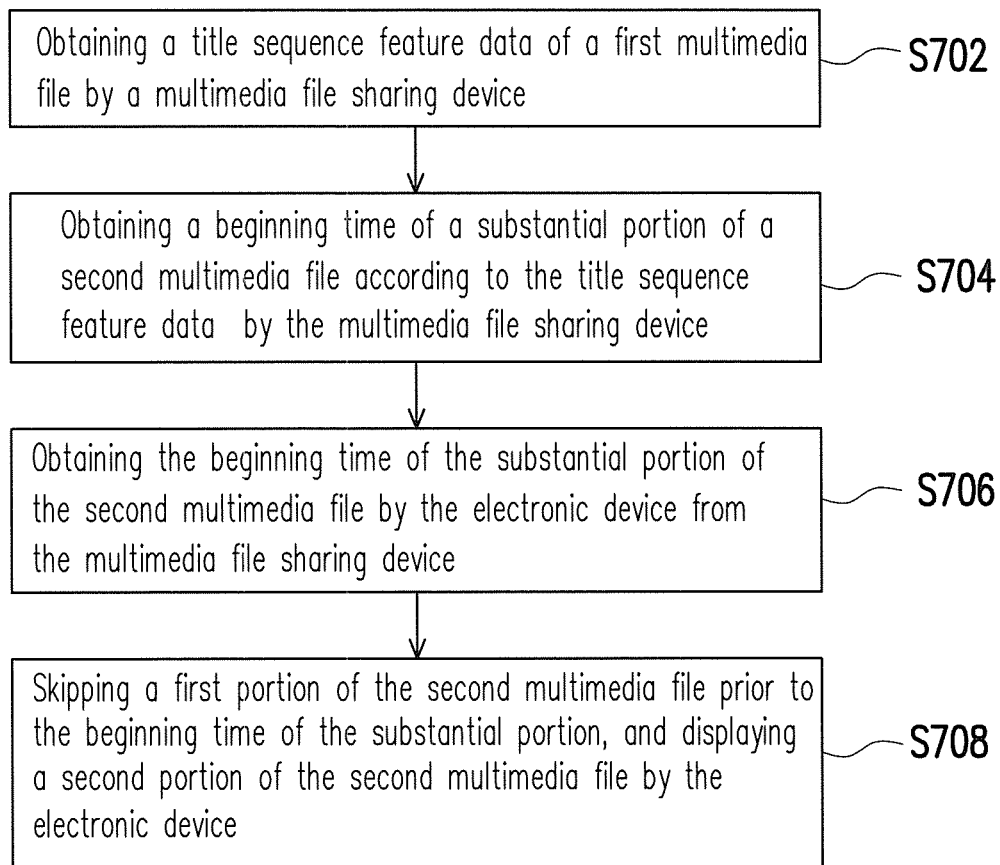 Obtaining a title sequence feature data of a first multimedia
file by a multimedia file sharing device
S702
Obtaining a beginning time of a substantial portion of a
second multimedia file according to the title sequence
feature data by the multimedia file sharing device
S704
Obtaining the beginning time of the substantial portion of
the second multimedia file by the electronic device from
the multimedia file sharing device
S706
Skipping a first portion of the second multimedia file prior to
the beginning time of the substantial portion, and displaying
a second portion of the second multimedia file by the
electronic device
S708